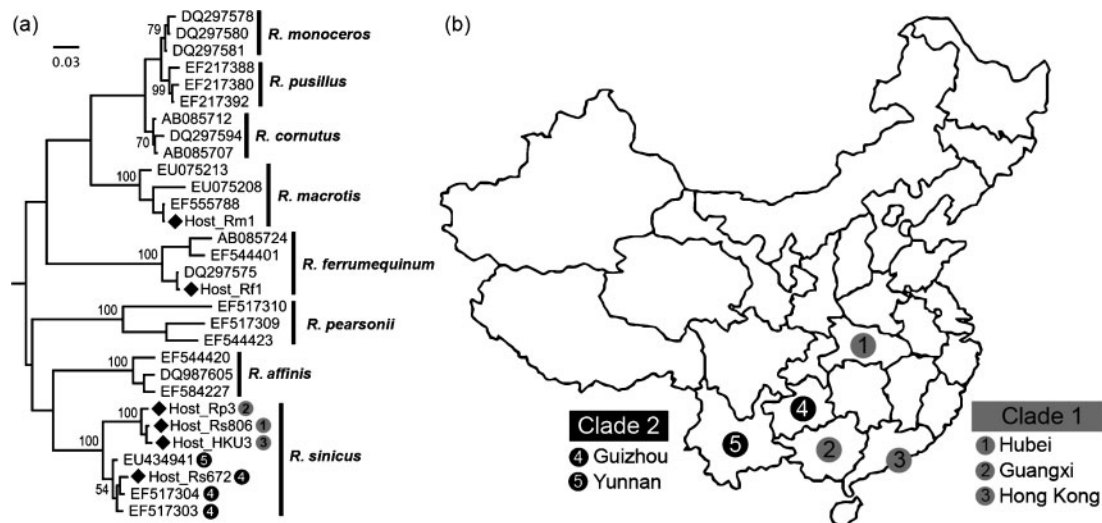 (a)
0.03
79
DQ297578
DQ297580
DQ297581
R. monoceros
EF217388
EF217380
99
EF217392
R. pusillus
AB085712
DQ297594
70
AB085707
R. cornutus
100
EU075213
EU075208
EF555788
Host_Rm1
R. macrotis
100
AB085724
EF544401
DQ297575
Host_Rf1
R. ferrumequinum
100
EF517310
EF517309
EF544423
R. pearsonii
100
EF544420
DQ987605
EF584227
R. affinis
100
Host_Rp3 2
Host_Rs806 1
Host_HKU3 3
100
EU434941 5
Host_Rs672 4
54
EF517304 4
EF517303 4
R. sinicus
(b)
1
4
5
2
3
Clade 2
4 Guizhou
5 Yunnan
Clade 1
1 Hubei
2 Guangxi
3 Hong Kong